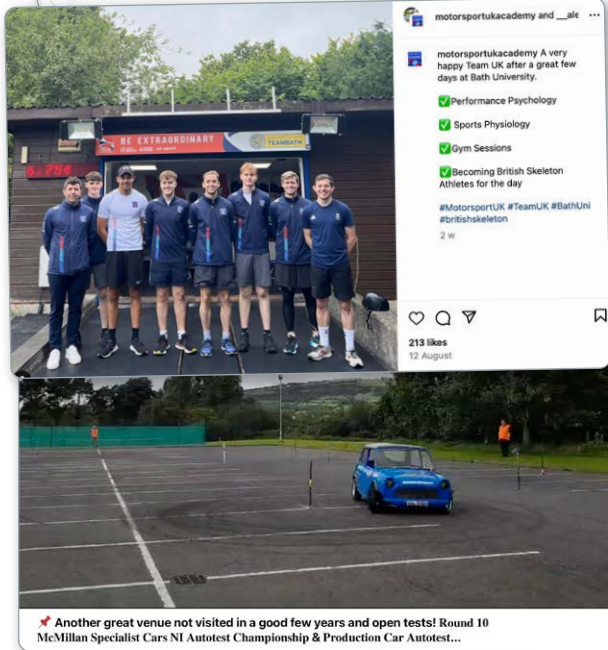 motorsportukacademy and __ale ...
motorsportukacademy A very
happy Team UK after a great few
days at Bath University.
✅Performance Psychology
✅ Sports Physiology
✅Gym Sessions
✅Becoming British Skeleton
Athletes for the day
#MotorsportUK #TeamUK #BathUni
#britishskeleton
2 w
213 likes
12 August
BE EXTRAORDINARY
TEAMBATH
📌 Another great venue not visited in a good few years and open tests! Round 10
McMillan Specialist Cars NI Autotest Championship & Production Car Autotest...